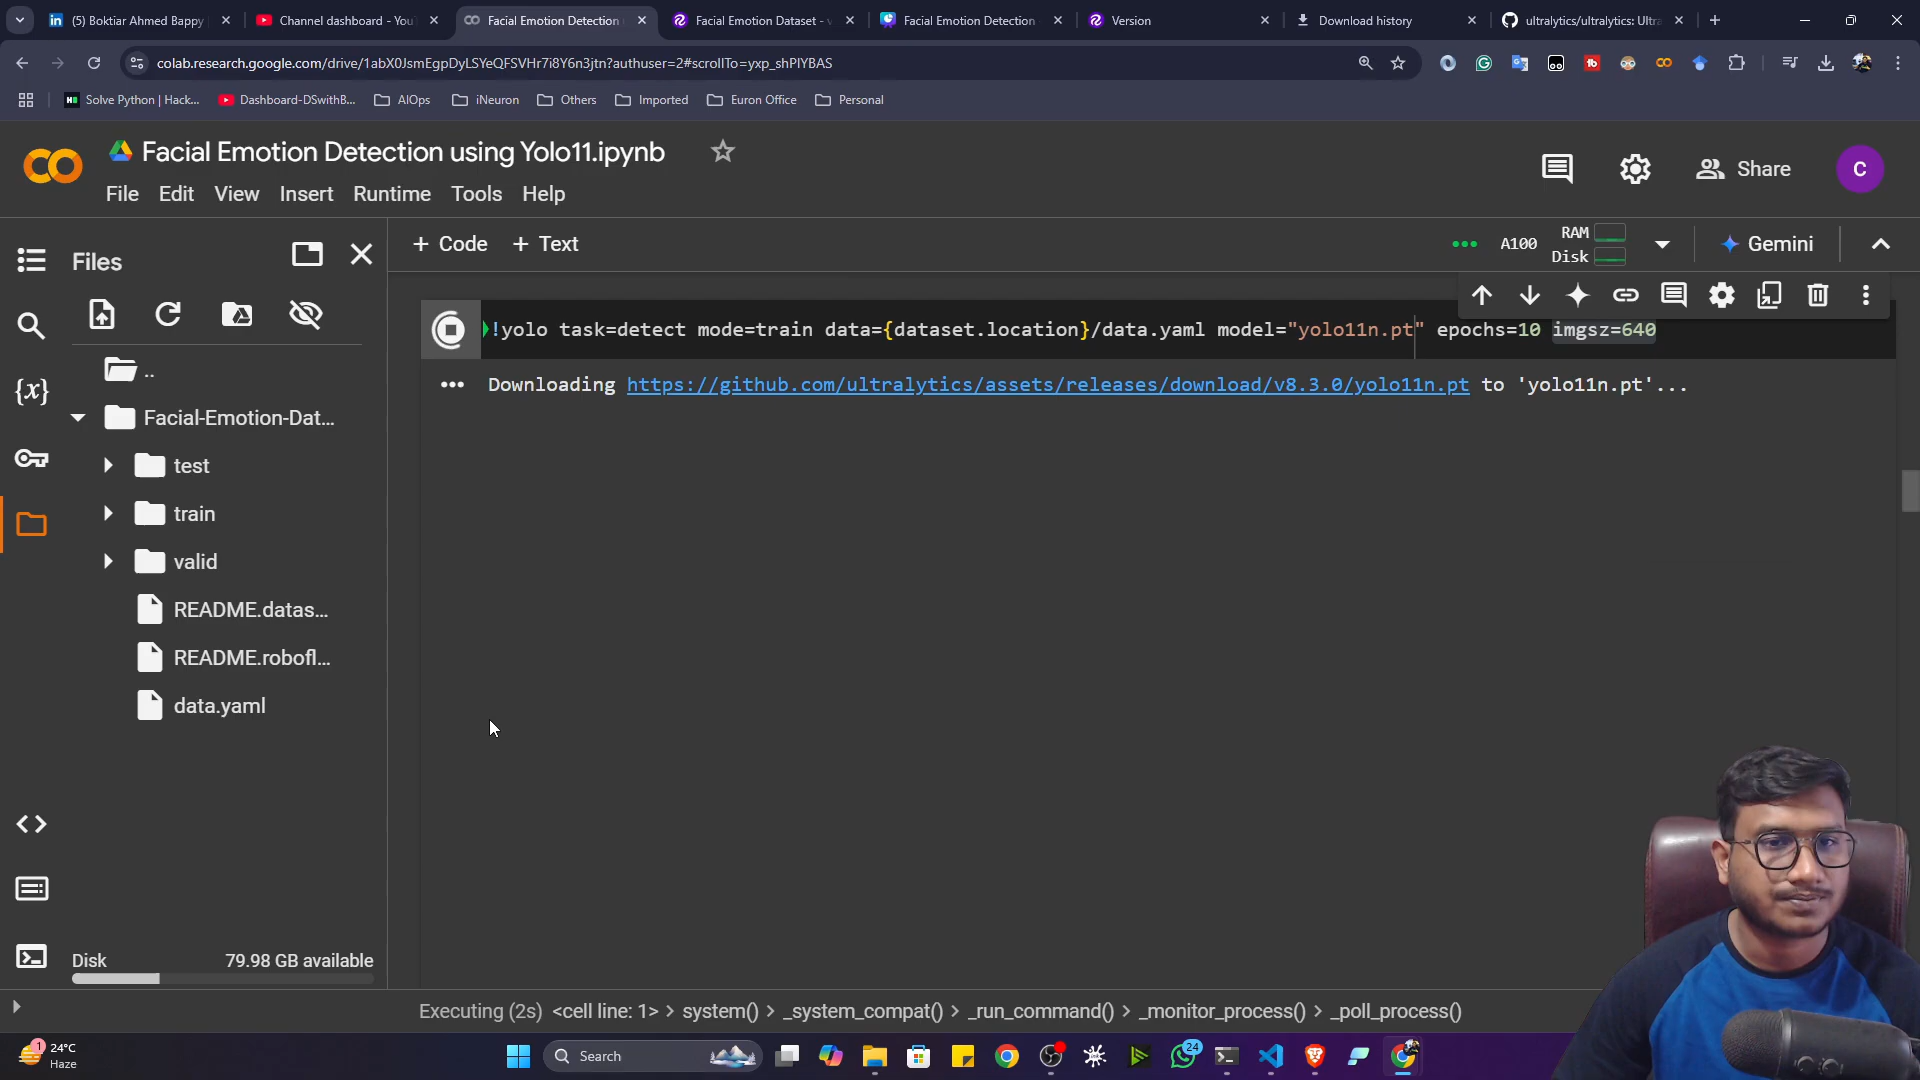 (5) Boktiar Ahmed Bappy
Channel dashboard - You
Facial Emotion Detection
Facial Emotion Dataset - v
Facial Emotion Detection
Version
Download history
ultralytics/ultralytics: Ultra
colab.research.google.com/drive/1abX0JsmEgpDyLSYeQFSVHr7i8Y6n3jtn?authuser=2#scrollTo=yxp_shPIYBAS
Solve Python | Hack...
Dashboard-DSwithB...
AIOps
iNeuron
Others
Imported
Euron Office
Personal
Facial Emotion Detection using Yolo11.ipynb
File Edit View Insert Runtime Tools Help
Share
C
Files
+ Code + Text
A100
RAM
Disk
Gemini
!yolo task=detect mode=train data={dataset.location}/data.yaml model="yolo11n.pt" epochs=10 imgsz=640
Downloading https://github.com/ultralytics/assets/releases/download/v8.3.0/yolo11n.pt to 'yolo11n.pt'...
..
Facial-Emotion-Dat...
test
train
valid
README.datas...
README.robofl...
data.yaml
{x}
Disk 79.98 GB available
Executing (2s) <cell line: 1> > system() > _system_compat() > _run_command() > _monitor_process() > _poll_process()
1
24°C
Haze
Search
24